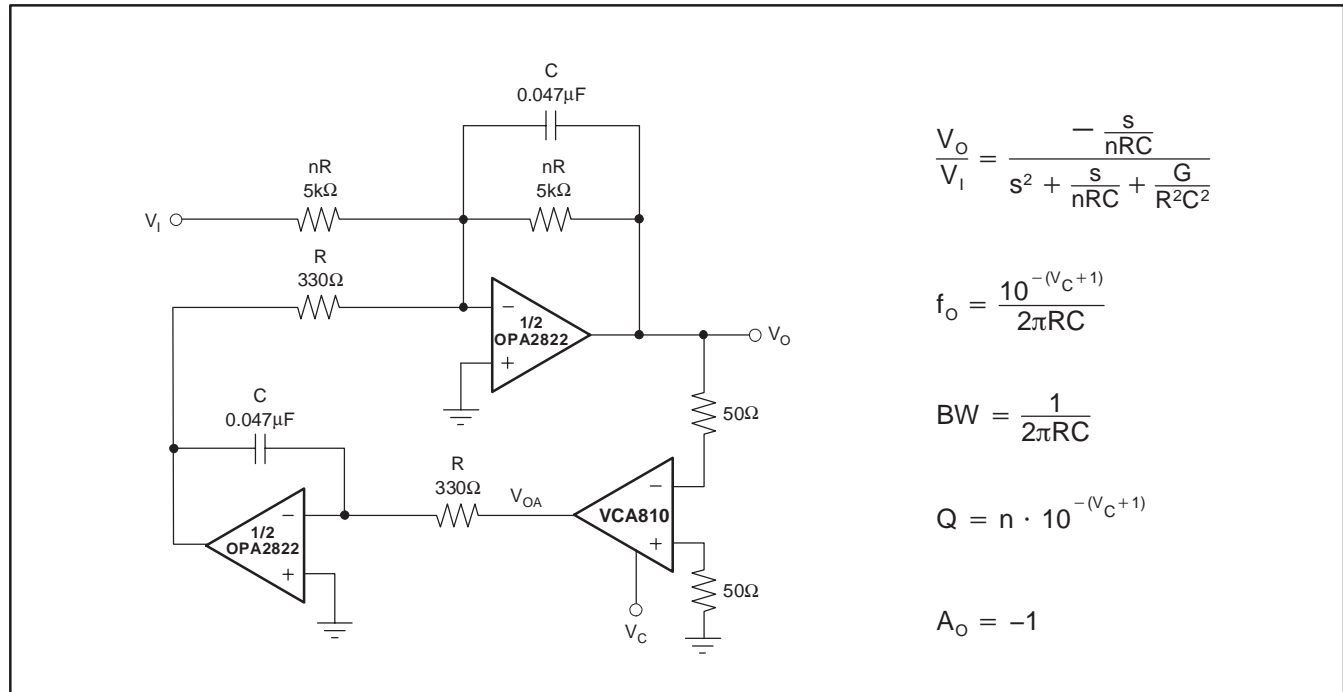 C
0.047µF
nR
5kΩ
nR
5kΩ
V_I
R
330Ω
−
1/2
OPA2822
+
V_O
50Ω
C
0.047µF
R
330Ω
V_OA
−
VCA810
+
−
1/2
OPA2822
+
50Ω
V_C
V_O/V_I = (− s/nRC)/(s² + s/nRC + G/R²C²)
f_O = 10^−(V_C+1)/2πRC
BW = 1/2πRC
Q = n · 10^−(V_C+1)
A_O = −1